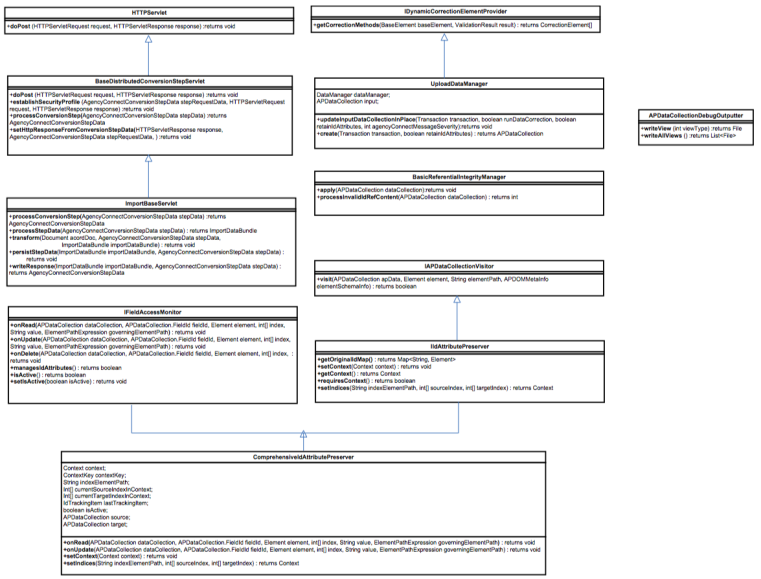 HTTPServlet
+doPost (HTTPServletRequest request, HTTPServletResponse response) :returns void
BaseDistributedConversionStepServlet
+doPost (HTTPServletRequest request, HTTPServletResponse response) :returns void
+establishSecurityProfile (AgencyConnectConversionStepData stepRequestData, HTTPServletRequest
request, HTTPServletResponse response) :returns void
+processConversionStep(AgencyConnectConversionStepData stepData) :returns
AgencyConnectConversionStepData
+setHttpResponseFromConversionStepData(HTTPServletResponse response,
AgencyConnectConversionStepData stepRequestData, ) :returns void
ImportBaseServlet
+processConversionStep(AgencyConnectConversionStepData stepData) :returns
AgencyConnectConversionStepData
+processStepData(AgencyConnectConversionStepData stepData) : returns ImportDataBundle
+transform(Document acordDoc, AgencyConnectConversionStepData stepData,
ImportDataBundle importDataBundle) : returns void
+persistStepData(ImportDataBundle importDataBundle, AgencyConnectConversionStepData stepData) :
returns void
+writeResponse(ImportDataBundle importDataBundle, AgencyConnectConversionStepData stepData) :
returns AgencyConnectConversionStepData
IFieldAccessMonitor
+onRead(APDataCollection dataCollection, APDataCollection.FieldId fieldId, Element element, int[] index,
String value, ElementPathExpression governingElementPath) : returns void
+onUpdate(APDataCollection dataCollection, APDataCollection.FieldId fieldId, Element element, int[] index,
String value, ElementPathExpression governingElementPath) : returns void
+onDelete(APDataCollection dataCollection, APDataCollection.FieldId fieldId, Element element, int[] index, :
returns void
+managesIdAttributes() : returns boolean
+isActive() : returns boolean
+setIsActive(boolean isActive) : returns void
IDynamicCorrectionElementProvider
+getCorrectionMethods(BaseElement baseElement, ValidationResult result) : returns CorrectionElement[]
UploadDataManager
DataManager dataManager;
APDataCollection input;
+updateInputDataCollectionInPlace(Transaction transaction, boolean runDataCorrection, boolean
retainIdAttributes, int agencyConnectMessageSeverity):returns void
+create(Transaction transaction, boolean retainIdAttributes) : returns APDataCollection
BasicReferentialIntegrityManager
+apply(APDataCollection dataCollection):returns void
+processInvalidIdRefContent(APDataCollection dataCollection) : returns int
IAPDataCollectionVisitor
+visit(APDataCollection apData, Element element, String elementPath, APDDMMetaInfo
elementSchemaInfo) : returns boolean
IIdAttributePreserver
+getOriginalIdMap() : returns Map<String, Element>
+setContext(Context context) : returns void
+getContext() : returns Context
+requiresContext() : returns boolean
+setIndices(String indexElementPath, int[] sourceIndex, int[] targetIndex) : returns Context
APDataCollectionDebugOutputter
+writeView (int viewType) : returns File
+writeAllViews () :returns List<File>
ComprehensiveIdAttributePreserver
Context context;
ContextKey contextKey;
String indexElementPath;
Int[] currentSourceIndexInContext;
Int[] currentTargetIndexInContext;
IdTrackingItem lastTrackingItem;
boolean isActive;
APDataCollection source;
APDataCollection target;
+onRead(APDataCollection dataCollection, APDataCollection.FieldId fieldId, Element element, int[] index, String value, ElementPathExpression governingElementPath) : returns void
+onUpdate(APDataCollection dataCollection, APDataCollection.FieldId fieldId, Element element, int[] index, String value, ElementPathExpression governingElementPath) : returns void
+setContext(Context context) : returns void
+setIndices(String indexElementPath, int[] sourceIndex, int[] targetIndex) : returns Context